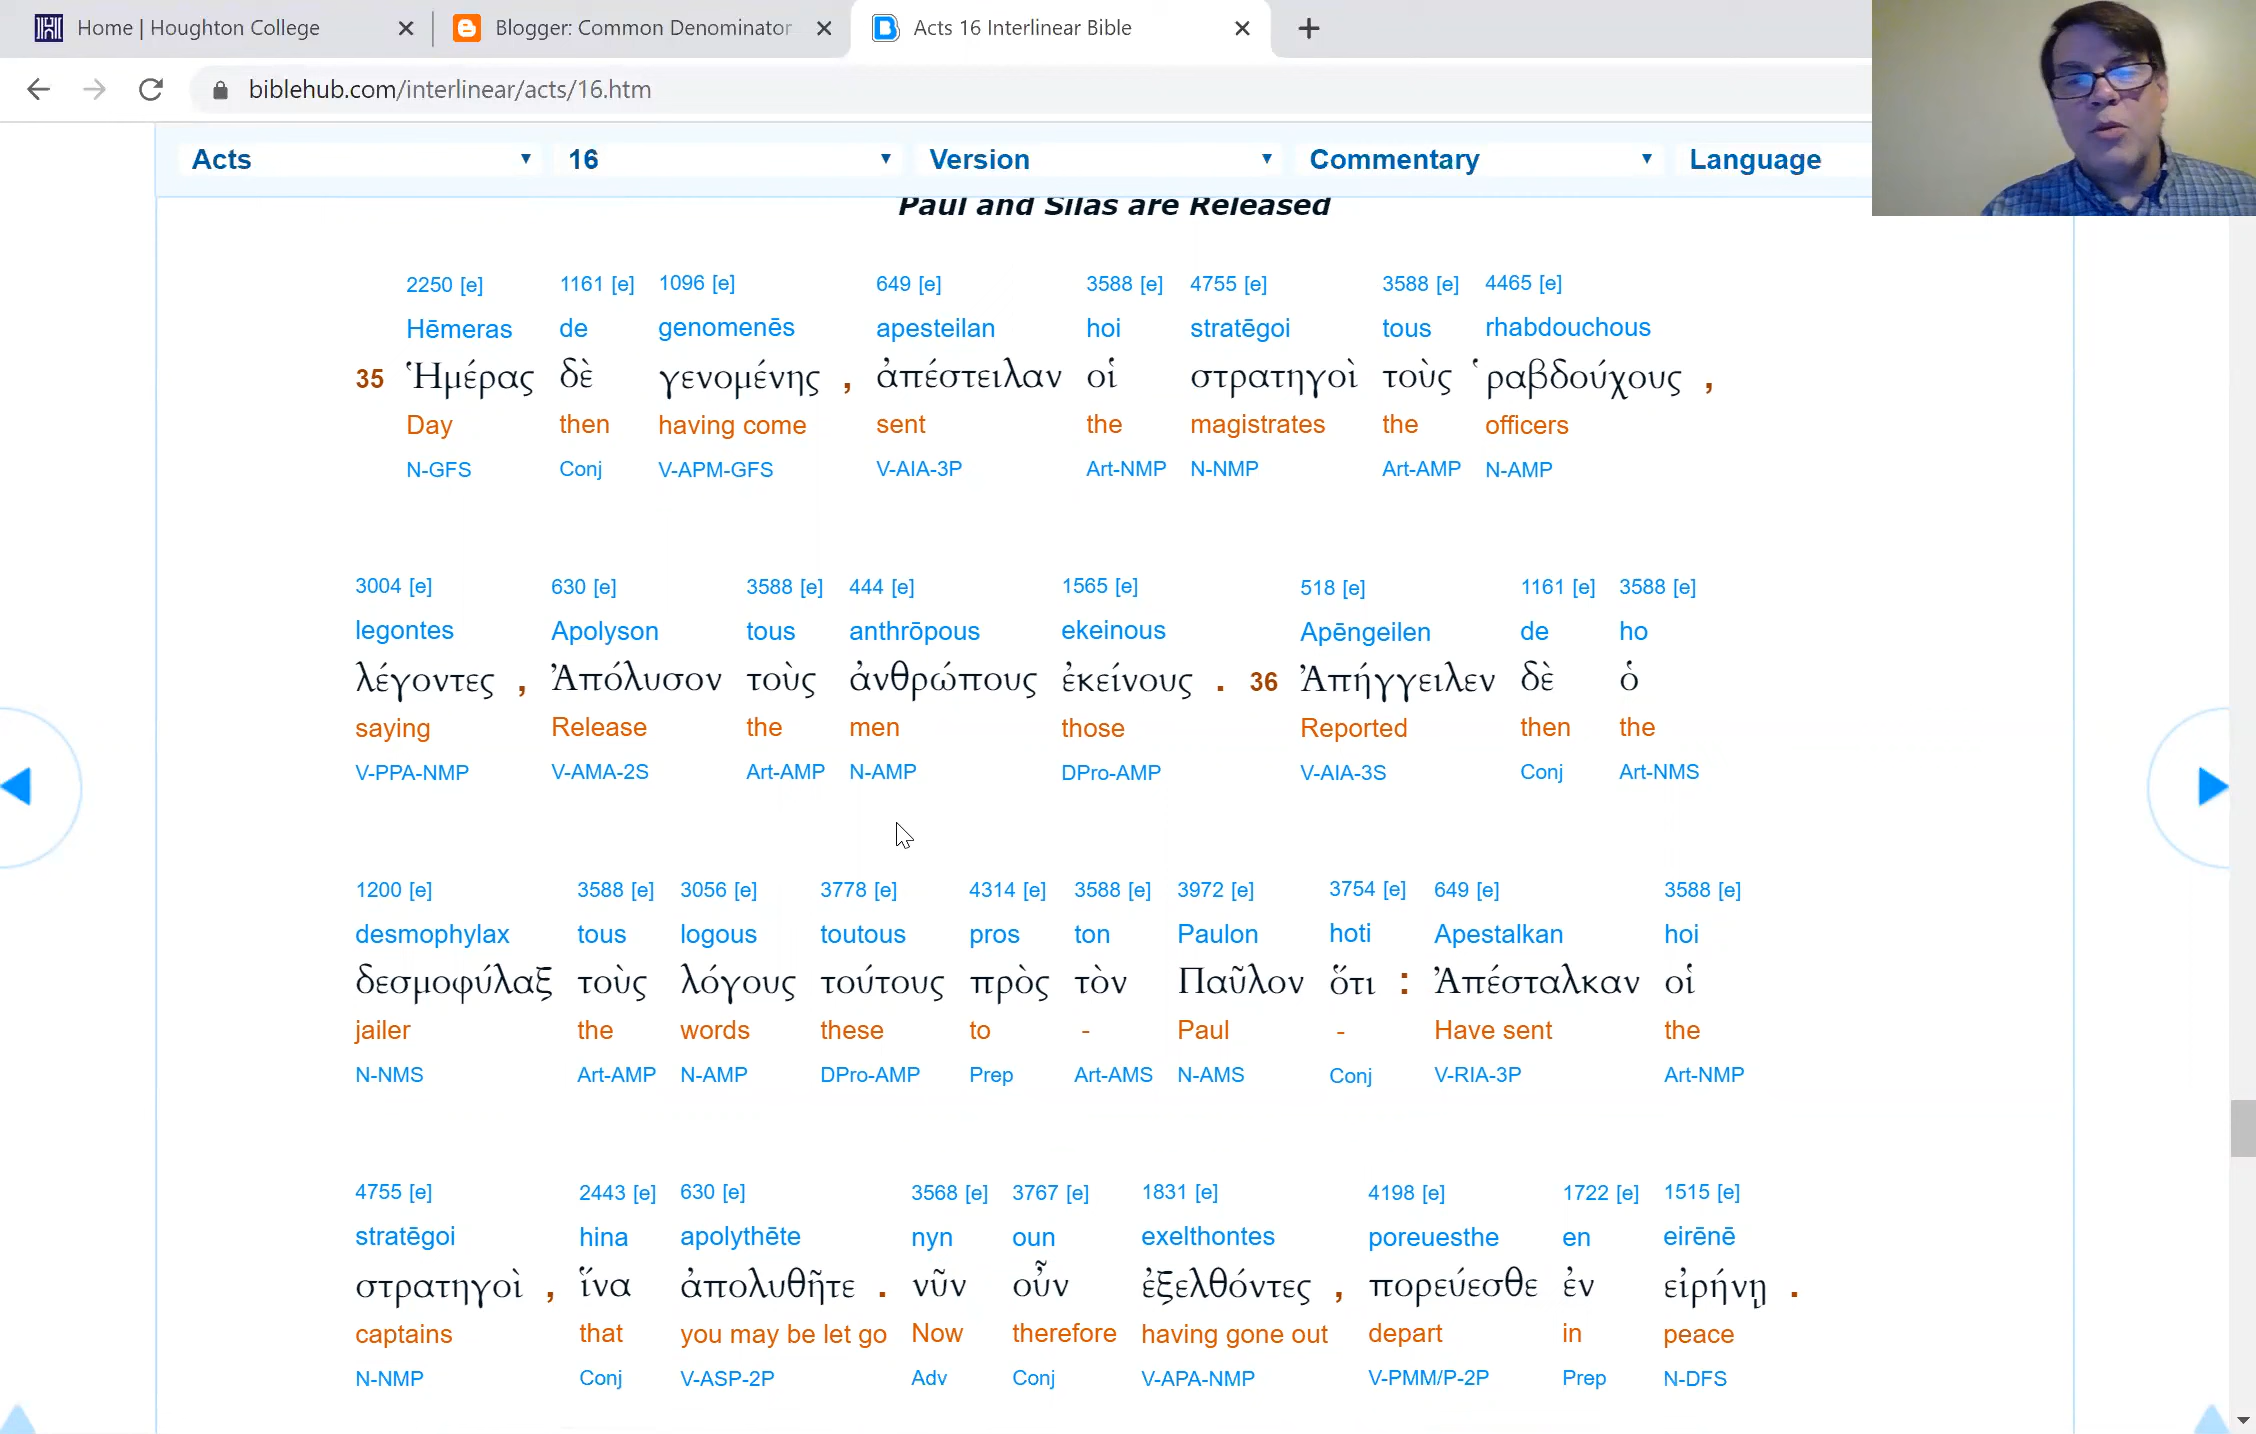 Home | Houghton College
Blogger: Common Denominator
Acts 16 Interlinear Bible
biblehub.com/interlinear/acts/16.htm
Acts 16 Version Commentary Language
Paul and Silas are Released
2250 [e] 1161 [e] 1096 [e] 649 [e] 3588 [e] 4755 [e] 3588 [e] 4465 [e]
Hēmeras de genomenēs apesteilan hoi stratēgoi tous rhabdouchous
35 Ἡμέρας δὲ γενομένης , ἀπέστειλαν οἱ στρατηγοὶ τοὺς ῥαβδούχους ,
Day then having come sent the magistrates the officers
N-GFS Conj V-APM-GFS V-AIA-3P Art-NMP N-NMP Art-AMP N-AMP
3004 [e] 630 [e] 3588 [e] 444 [e] 1565 [e] 518 [e] 1161 [e] 3588 [e]
legontes Apolyson tous anthrōpous ekeinous Apēngeilen de ho
λέγοντες , Ἀπόλυσον τοὺς ἀνθρώπους ἐκείνους . 36 Ἀπήγγειλεν δὲ ὁ
saying Release the men those Reported then the
V-PPA-NMP V-AMA-2S Art-AMP N-AMP DPro-AMP V-AIA-3S Conj Art-NMS
1200 [e] 3588 [e] 3056 [e] 3778 [e] 4314 [e] 3588 [e] 3972 [e] 3754 [e] 649 [e] 3588 [e]
desmophylax tous logous toutous pros ton Paulon hoti Apestalkan hoi
δεσμοφύλαξ τοὺς λόγους τούτους πρὸς τὸν Παῦλον ὅτι : Ἀπέσταλκαν οἱ
jailer the words these to - Paul - Have sent the
N-NMS Art-AMP N-AMP DPro-AMP Prep Art-AMS N-AMS Conj V-RIA-3P Art-NMP
4755 [e] 2443 [e] 630 [e] 3568 [e] 3767 [e] 1831 [e] 4198 [e] 1722 [e] 1515 [e]
stratēgoi hina apolythēte nyn oun exelthontes poreuesthe en eirēnē
στρατηγοὶ , ἵνα ἀπολυθῆτε . νῦν οὖν ἐξελθόντες , πορεύεσθε ἐν εἰρήνῃ .
captains that you may be let go Now therefore having gone out depart in peace
N-NMP Conj V-ASP-2P Adv Conj V-APA-NMP V-PMM/P-2P Prep N-DFS